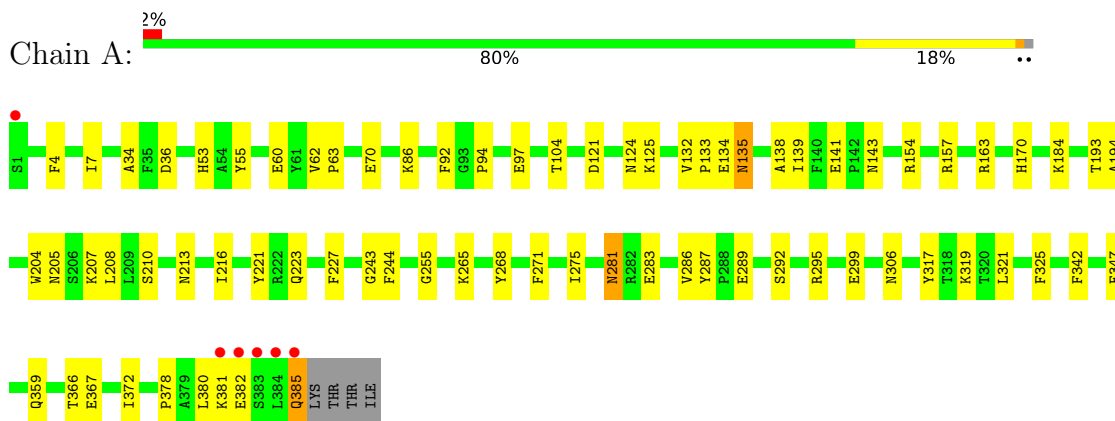 2%
Chain A:
80% 18% ••
S1 F4 I7 A34 F35 D36 H53 A54 Y55 E60 Y61 V62 P63 E70 K86 F92 G93 P94 E97 T104 D121 N124 K125 V132 P133 E134 N135 A138 I139 F140 E141 P142 N143 R154 R157 R163 H170 K184 T193
W204 N205 S206 K207 L208 L209 S210 N213 I216 Y221 R222 Q223 F227 G243 F244 G255 K265 Y268 F271 I275 N281 R282 E283 V286 Y287 P288 E289 S292 R295 E299 N306 Y317 T318 K319 T320 L321 F325 F342
Q359 T366 E367 I372 P378 A379 L380 K381 E382 S383 L384 Q385 LYS THR THR ILE